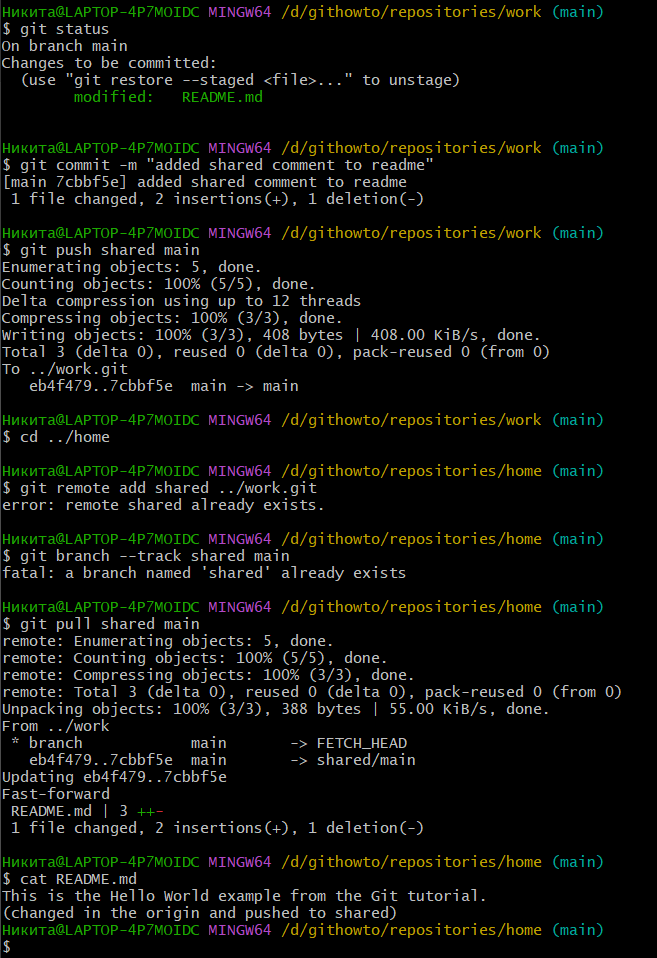 Никита@LAPTOP-4P7MOIDC MINGW64 /d/githowto/repositories/work (main)
$ git status
On branch main
Changes to be committed:
  (use "git restore --staged <file>..." to unstage)
        modified:   README.md

Никита@LAPTOP-4P7MOIDC MINGW64 /d/githowto/repositories/work (main)
$ git commit -m "added shared comment to readme"
[main 7cbbf5e] added shared comment to readme
 1 file changed, 2 insertions(+), 1 deletion(-)

Никита@LAPTOP-4P7MOIDC MINGW64 /d/githowto/repositories/work (main)
$ git push shared main
Enumerating objects: 5, done.
Counting objects: 100% (5/5), done.
Delta compression using up to 12 threads
Compressing objects: 100% (3/3), done.
Writing objects: 100% (3/3), 408 bytes | 408.00 KiB/s, done.
Total 3 (delta 0), reused 0 (delta 0), pack-reused 0 (from 0)
To ../work.git
   eb4f479..7cbbf5e  main -> main

Никита@LAPTOP-4P7MOIDC MINGW64 /d/githowto/repositories/work (main)
$ cd ../home

Никита@LAPTOP-4P7MOIDC MINGW64 /d/githowto/repositories/home (main)
$ git remote add shared ../work.git
error: remote shared already exists.

Никита@LAPTOP-4P7MOIDC MINGW64 /d/githowto/repositories/home (main)
$ git branch --track shared main
fatal: a branch named 'shared' already exists

Никита@LAPTOP-4P7MOIDC MINGW64 /d/githowto/repositories/home (main)
$ git pull shared main
remote: Enumerating objects: 5, done.
remote: Counting objects: 100% (5/5), done.
remote: Compressing objects: 100% (3/3), done.
remote: Total 3 (delta 0), reused 0 (delta 0), pack-reused 0 (from 0)
Unpacking objects: 100% (3/3), 388 bytes | 55.00 KiB/s, done.
From ../work
 * branch            main       -> FETCH_HEAD
   eb4f479..7cbbf5e  main       -> shared/main
Updating eb4f479..7cbbf5e
Fast-forward
 README.md | 3 ++-
 1 file changed, 2 insertions(+), 1 deletion(-)

Никита@LAPTOP-4P7MOIDC MINGW64 /d/githowto/repositories/home (main)
$ cat README.md
This is the Hello World example from the Git tutorial.
(changed in the origin and pushed to shared)
Никита@LAPTOP-4P7MOIDC MINGW64 /d/githowto/repositories/home (main)
$